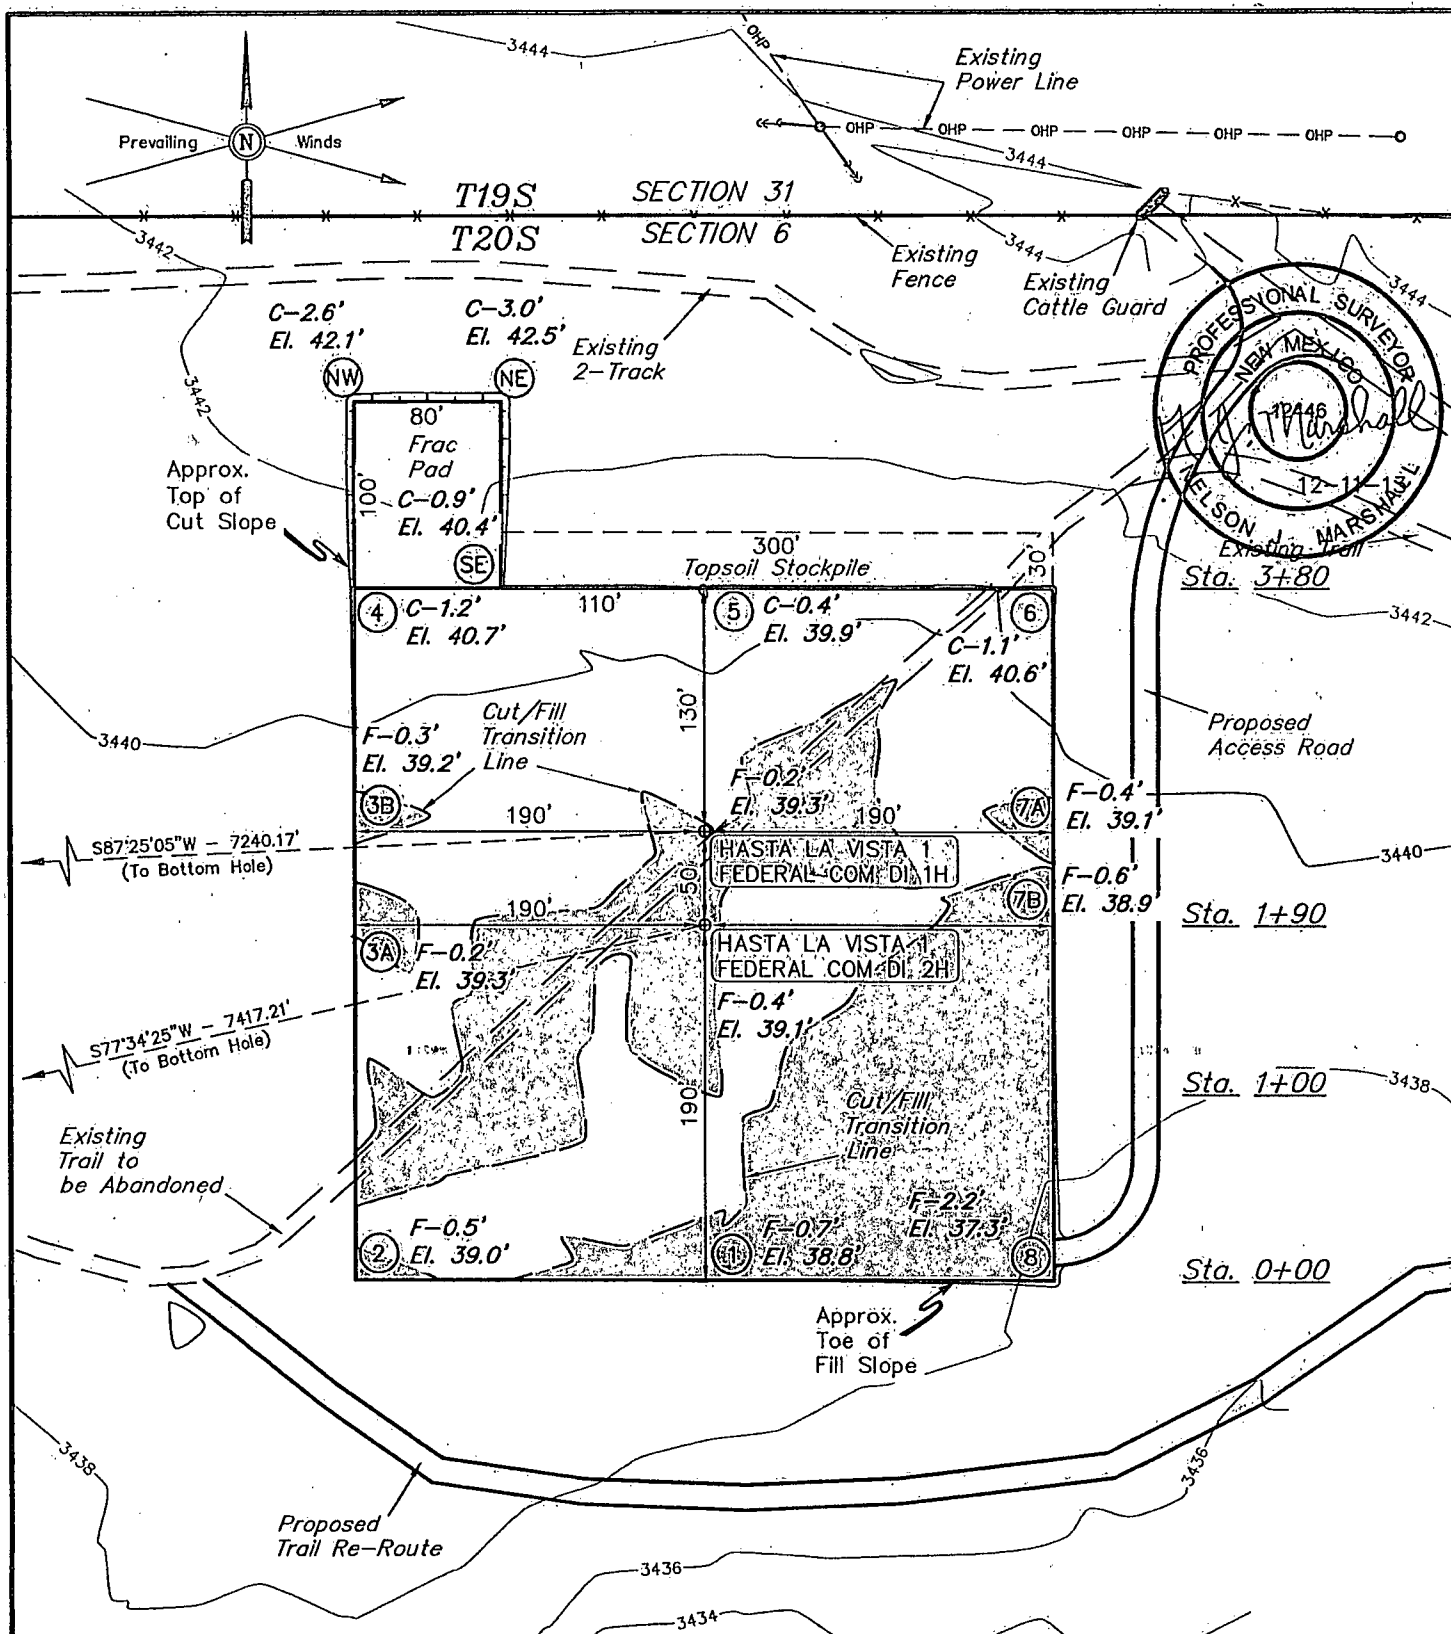 3444
OHP
Existing
Power Line
Prevailing N Winds
OHP OHP OHP OHP OHP OHP
3444
T19S SECTION 31
T20S SECTION 6
3442
3444
Existing
Fence
Existing
Cattle Guard
3444
PROFESSIONAL SURVEYOR
NEW MEXICO
12446
12-11-
NELSON J. MARSHALL
C-2.6'
El. 42.1'
C-3.0'
El. 42.5'
Existing
2-Track
NW
NE
3442
80'
Frac
Pad
100'
C-0.9'
El. 40.4'
SE
Approx.
Top of
Cut Slope
300'
Topsoil Stockpile
30'
Existing Trail
Sta. 3+80
4
C-1.2'
El. 40.7'
110'
5
C-0.4'
El. 39.9'
6
C-1.1'
El. 40.6'
3442
130'
Proposed
Access Road
3440
Cut/Fill
Transition
Line
F-0.3'
El. 39.2'
3B
190'
F-0.2'
El. 39.3'
190'
7A
F-0.4'
El. 39.1'
S87°25'05"W - 7240.17'
(To Bottom Hole)
HASTA LA VISTA 1
FEDERAL COM DI 1H
50'
3440
7B
F-0.6'
El. 38.9'
190'
Sta. 1+90
3A
F-0.2'
El. 39.3'
HASTA LA VISTA 1
FEDERAL COM DI 2H
F-0.4'
El. 39.1'
S77°34'25"W - 7417.21'
(To Bottom Hole)
190'
Sta. 1+00
3438
Cut/Fill
Transition
Line
Existing
Trail to
be Abandoned
2
F-0.5'
El. 39.0'
1
F-0.7'
El. 38.8'
F-2.2'
El. 37.3'
8
Sta. 0+00
Approx.
Toe of
Fill Slope
3438
3436
Proposed
Trail Re-Route
3436
3434